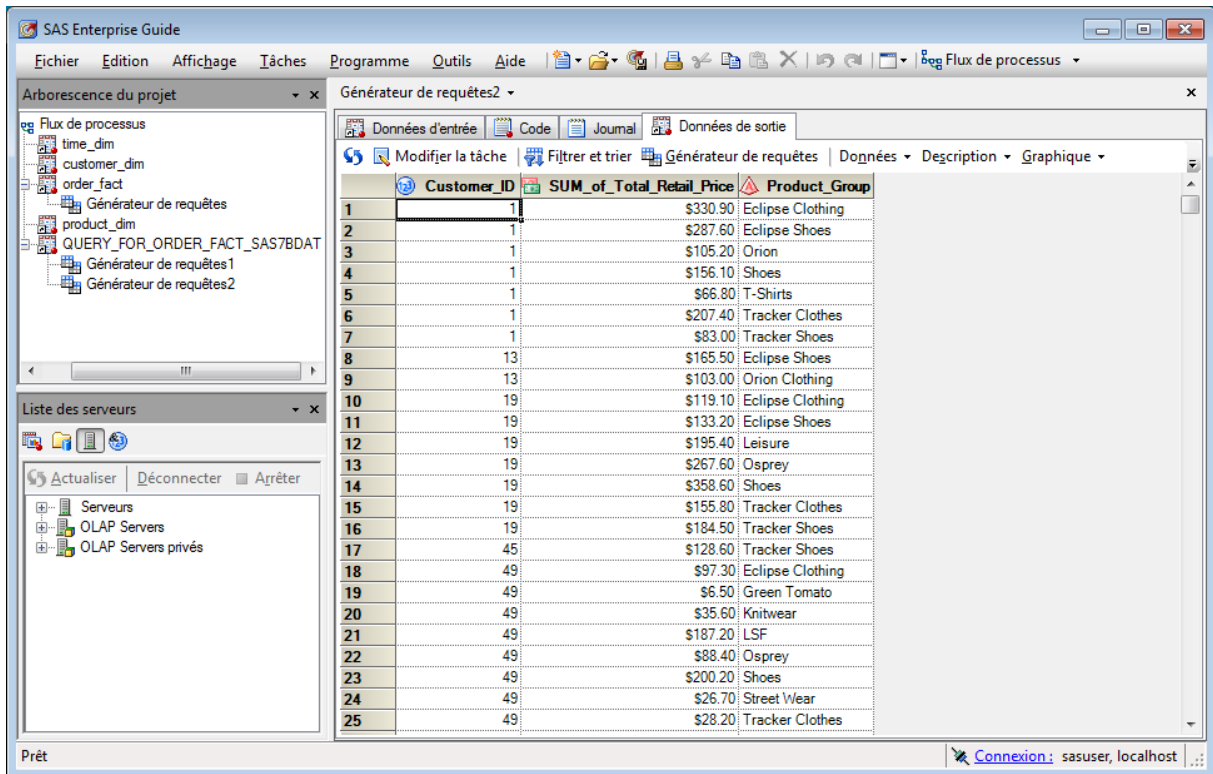 SAS Enterprise Guide
Fichier Edition Affichage Tâches Programme Outils Aide Flux de processus
Arborescence du projet
Flux de processus
time_dim
customer_dim
order_fact
Générateur de requêtes
product_dim
QUERY_FOR_ORDER_FACT_SAS7BDAT
Générateur de requêtes1
Générateur de requêtes2
Liste des serveurs
Actualiser Déconnecter Arrêter
Serveurs
OLAP Servers
OLAP Servers privés
Générateur de requêtes2
Données d'entrée Code Journal Données de sortie
Modifier la tâche Filtrer et trier Générateur de requêtes Données Description Graphique
Customer_ID SUM_of_Total_Retail_Price Product_Group
1 1 $330.90 Eclipse Clothing
2 1 $287.60 Eclipse Shoes
3 1 $105.20 Orion
4 1 $156.10 Shoes
5 1 $66.80 T-Shirts
6 1 $207.40 Tracker Clothes
7 1 $83.00 Tracker Shoes
8 13 $165.50 Eclipse Shoes
9 13 $103.00 Orion Clothing
10 19 $119.10 Eclipse Clothing
11 19 $133.20 Eclipse Shoes
12 19 $195.40 Leisure
13 19 $267.60 Osprey
14 19 $358.60 Shoes
15 19 $155.80 Tracker Clothes
16 19 $184.50 Tracker Shoes
17 45 $128.60 Tracker Shoes
18 49 $97.30 Eclipse Clothing
19 49 $6.50 Green Tomato
20 49 $35.60 Knitwear
21 49 $187.20 LSF
22 49 $88.40 Osprey
23 49 $200.20 Shoes
24 49 $26.70 Street Wear
25 49 $28.20 Tracker Clothes
Prêt
Connexion : sasuser, localhost